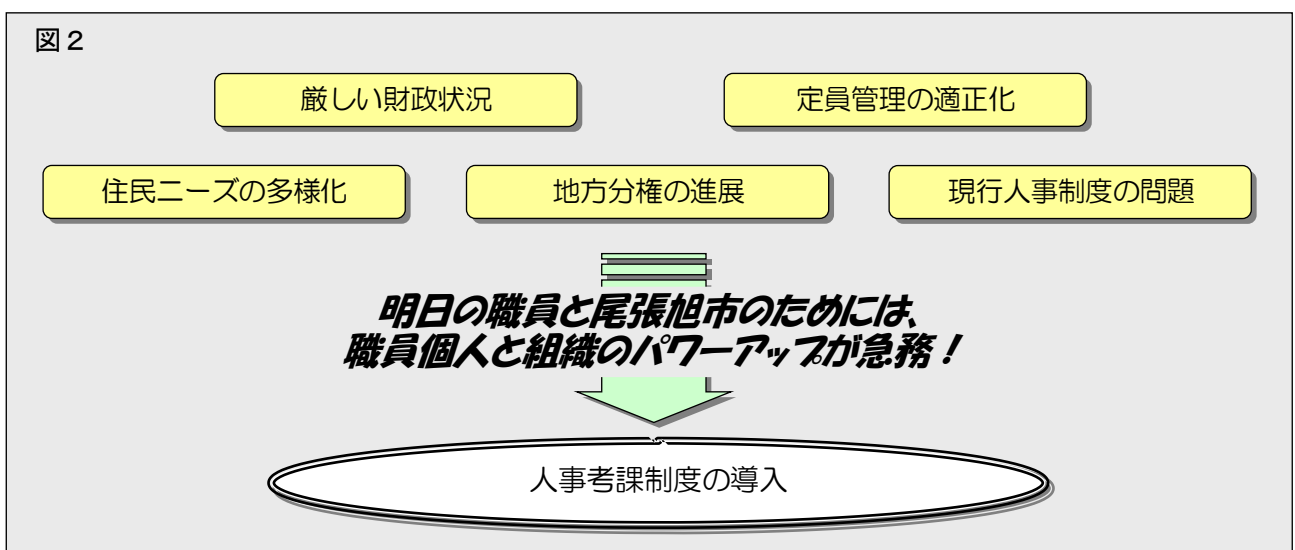 図2
厳しい財政状況
定員管理の適正化
住民ニーズの多様化
地方分権の進展
現行人事制度の問題
明日の職員と尾張旭市のためには、
職員個人と組織のパワーアップが急務！
人事考課制度の導入